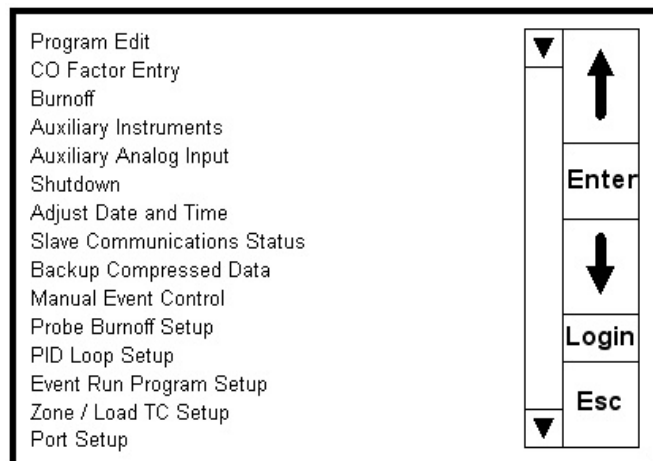 Program Edit
CO Factor Entry
Burnoff
Auxiliary Instruments
Auxiliary Analog Input
Shutdown
Adjust Date and Time
Slave Communications Status
Backup Compressed Data
Manual Event Control
Probe Burnoff Setup
PID Loop Setup
Event Run Program Setup
Zone / Load TC Setup
Port Setup
Enter
Login
Esc